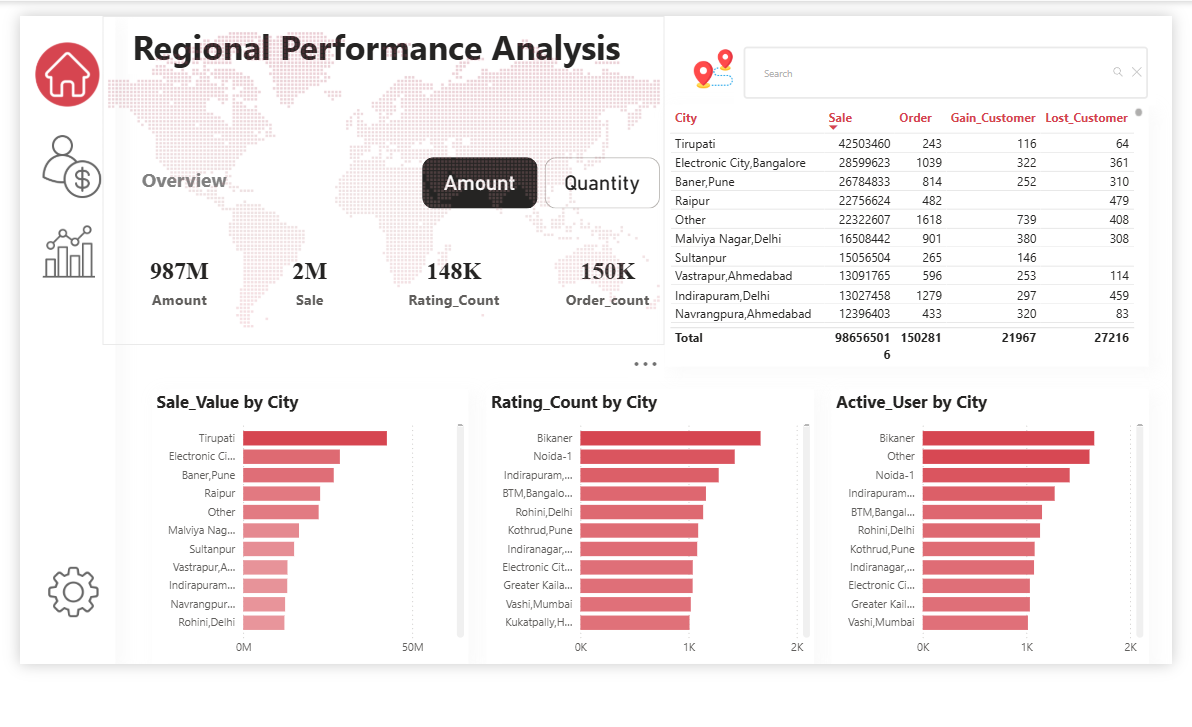 Regional Performance Analysis
Overview
Amount
Quantity
987M
2M
148K
150K
Amount
Sale
Rating_Count
Order_count
Search
City Sale Order Gain_Customer Lost_Customer
Tirupati 42503460 243 116 64
Electronic City,Bangalore 28599623 1039 322 361
Baner,Pune 26784833 814 252 310
Raipur 22756624 482 479
Other 22322607 1618 739 408
Malviya Nagar,Delhi 16508442 901 380 308
Sultanpur 15056504 265 146
Vastrapur,Ahmedabad 13091765 596 253 114
Indirapuram,Delhi 13027458 1279 297 459
Navrangpura,Ahmedabad 12396403 433 320 83
Total 98656501 150281 21967 27216
6
Sale_Value by City
Tirupati
Electronic Ci...
Baner,Pune
Raipur
Other
Malviya Nag...
Sultanpur
Vastrapur,A...
Indirapuram...
Navrangpur...
Rohini,Delhi
0M 50M
Rating_Count by City
Bikaner
Noida-1
Indirapuram,...
BTM,Bangalo...
Rohini,Delhi
Kothrud,Pune
Indiranagar,...
Electronic Cit...
Greater Kaila...
Vashi,Mumbai
Kukatpally,H...
0K 1K 2K
Active_User by City
Bikaner
Other
Noida-1
Indirapuram...
BTM,Bangal...
Rohini,Delhi
Kothrud,Pune
Indiranagar,...
Electronic Ci...
Greater Kail...
Vashi,Mumbai
0K 1K 2K